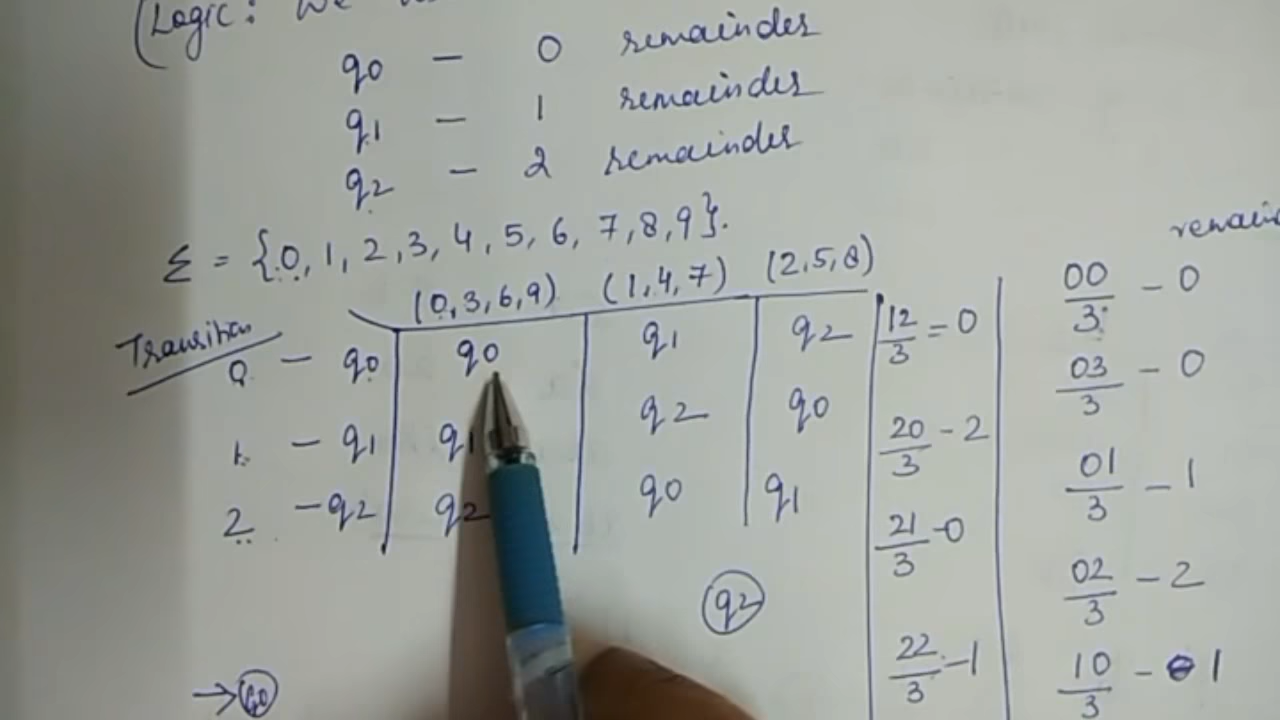 (Logic: We
q0 - 0 remainder
q1 - 1 remainder
q2 - 2 remainder
Σ = {0, 1, 2, 3, 4, 5, 6, 7, 8, 9}.
(0,3,6,9) (1,4,7) (2,5,8)
Transition
0 - q0 q0 q1 q2
1 - q1 q1 q2 q0
2 - q2 q2 q0 q1
q2
→ q0
12/3 = 0
20/3 - 2
21/3 - 0
22/3 - 1
00/3 - 0
03/3 - 0
01/3 - 1
02/3 - 2
10/3 - 1